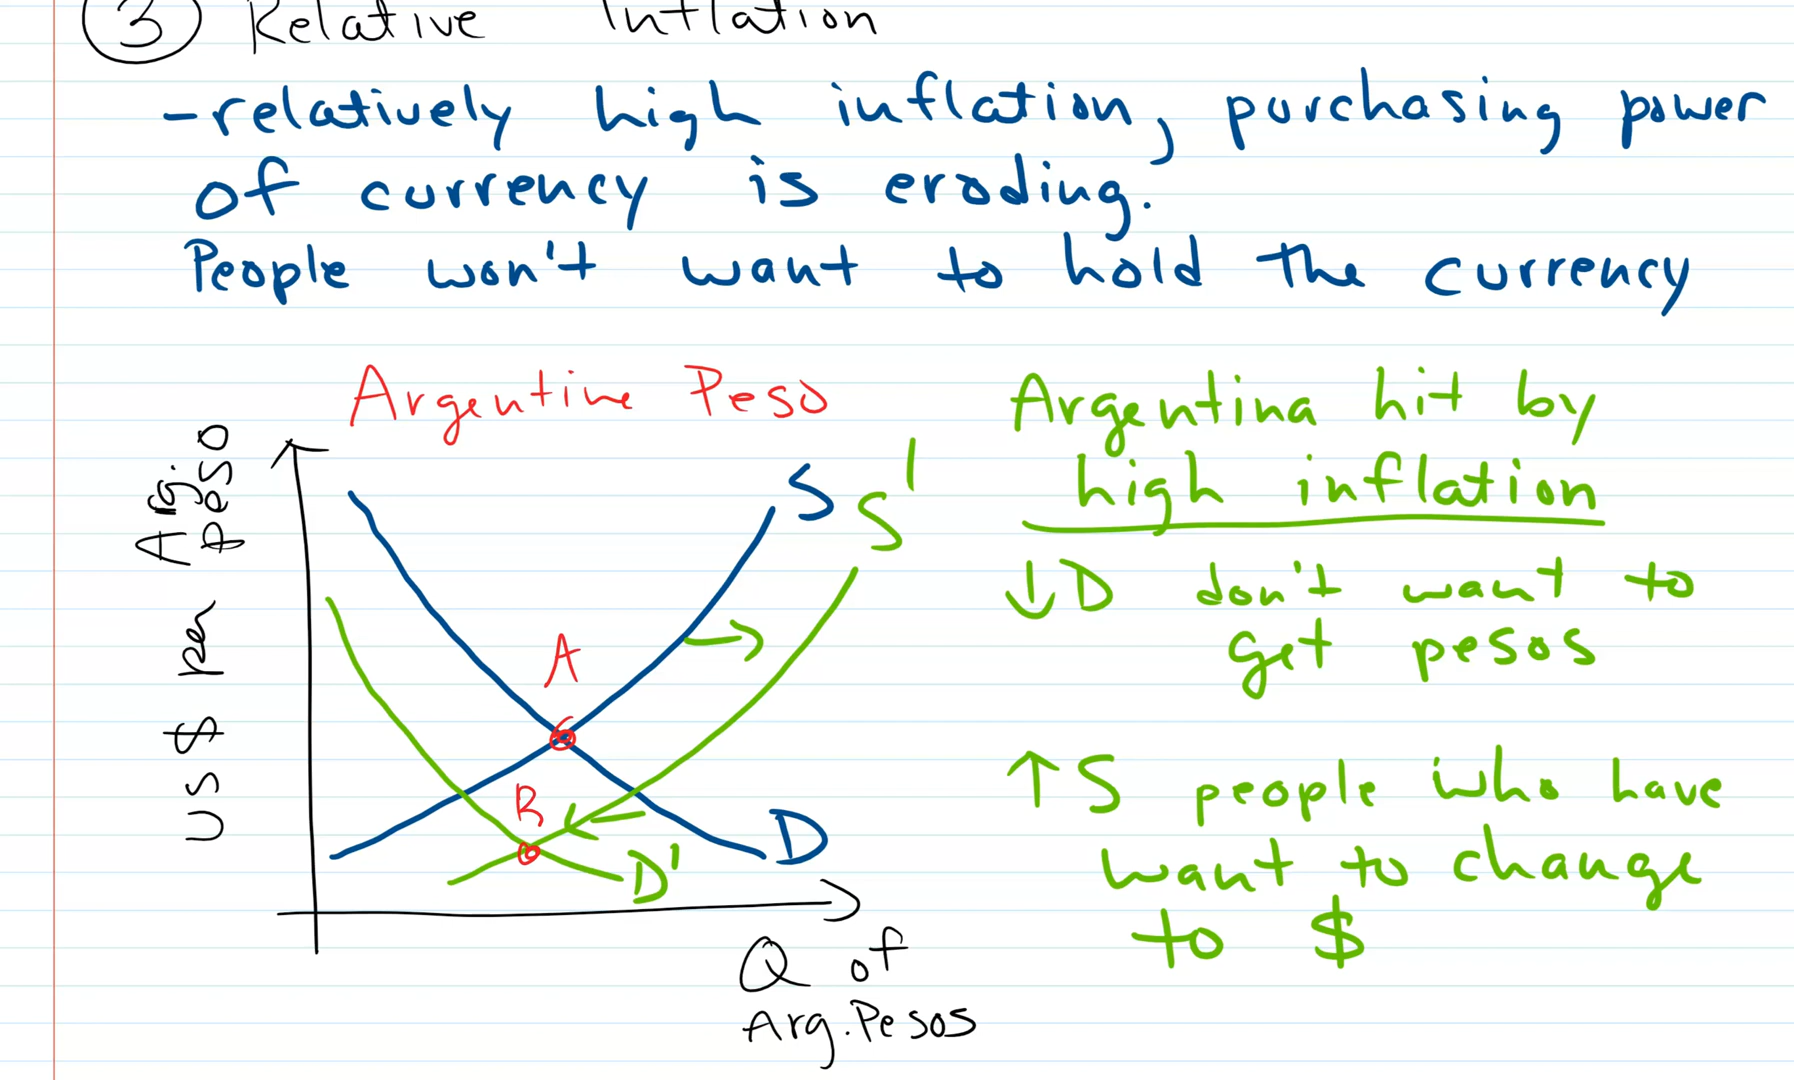 ③ Relative Inflation
- relatively high inflation, purchasing power
of currency is eroding.
People won't want to hold the currency
Argentine Peso
US $ per Arg. peso
S
S'
A
B
D
D'
Q of
Arg. Pesos
Argentina hit by
high inflation
↓D don't want to
get pesos
↑S people who have
want to change
to $